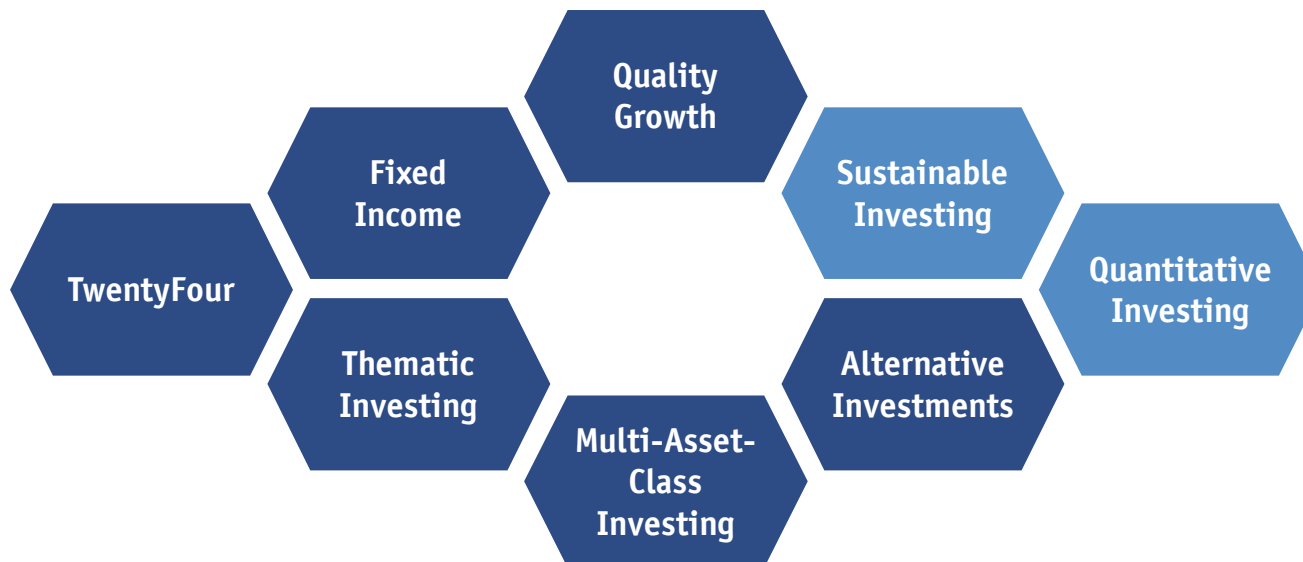 Quality
Growth
Fixed
Income
Sustainable
Investing
TwentyFour
Quantitative
Investing
Thematic
Investing
Alternative
Investments
Multi-Asset-
Class
Investing